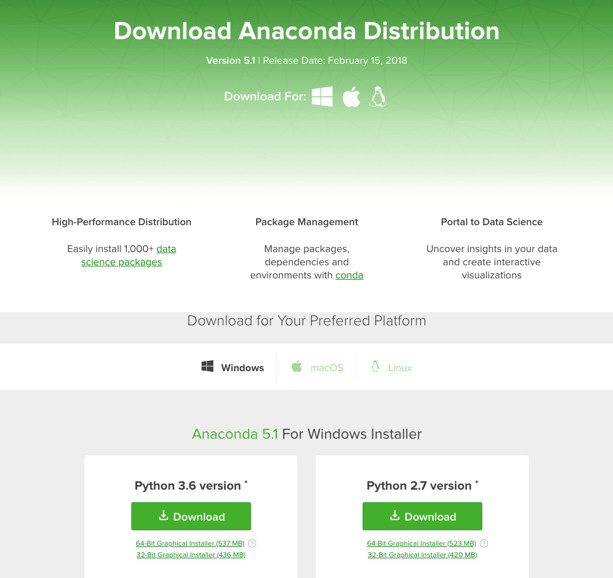 Download Anaconda Distribution
Version 5.1 | Release Date: February 15, 2018
Download For:
High-Performance Distribution
Easily install 1,000+ data
science packages
Package Management
Manage packages,
dependencies and
environments with conda
Portal to Data Science
Uncover insights in your data
and create interactive
visualizations
Download for Your Preferred Platform
Windows
macOS
Linux
Anaconda 5.1 For Windows Installer
Python 3.6 version *
Download
64-Bit Graphical Installer (537 MB) ?
32-Bit Graphical Installer (436 MB)
Python 2.7 version *
Download
64-Bit Graphical Installer (523 MB) ?
32-Bit Graphical Installer (420 MB)